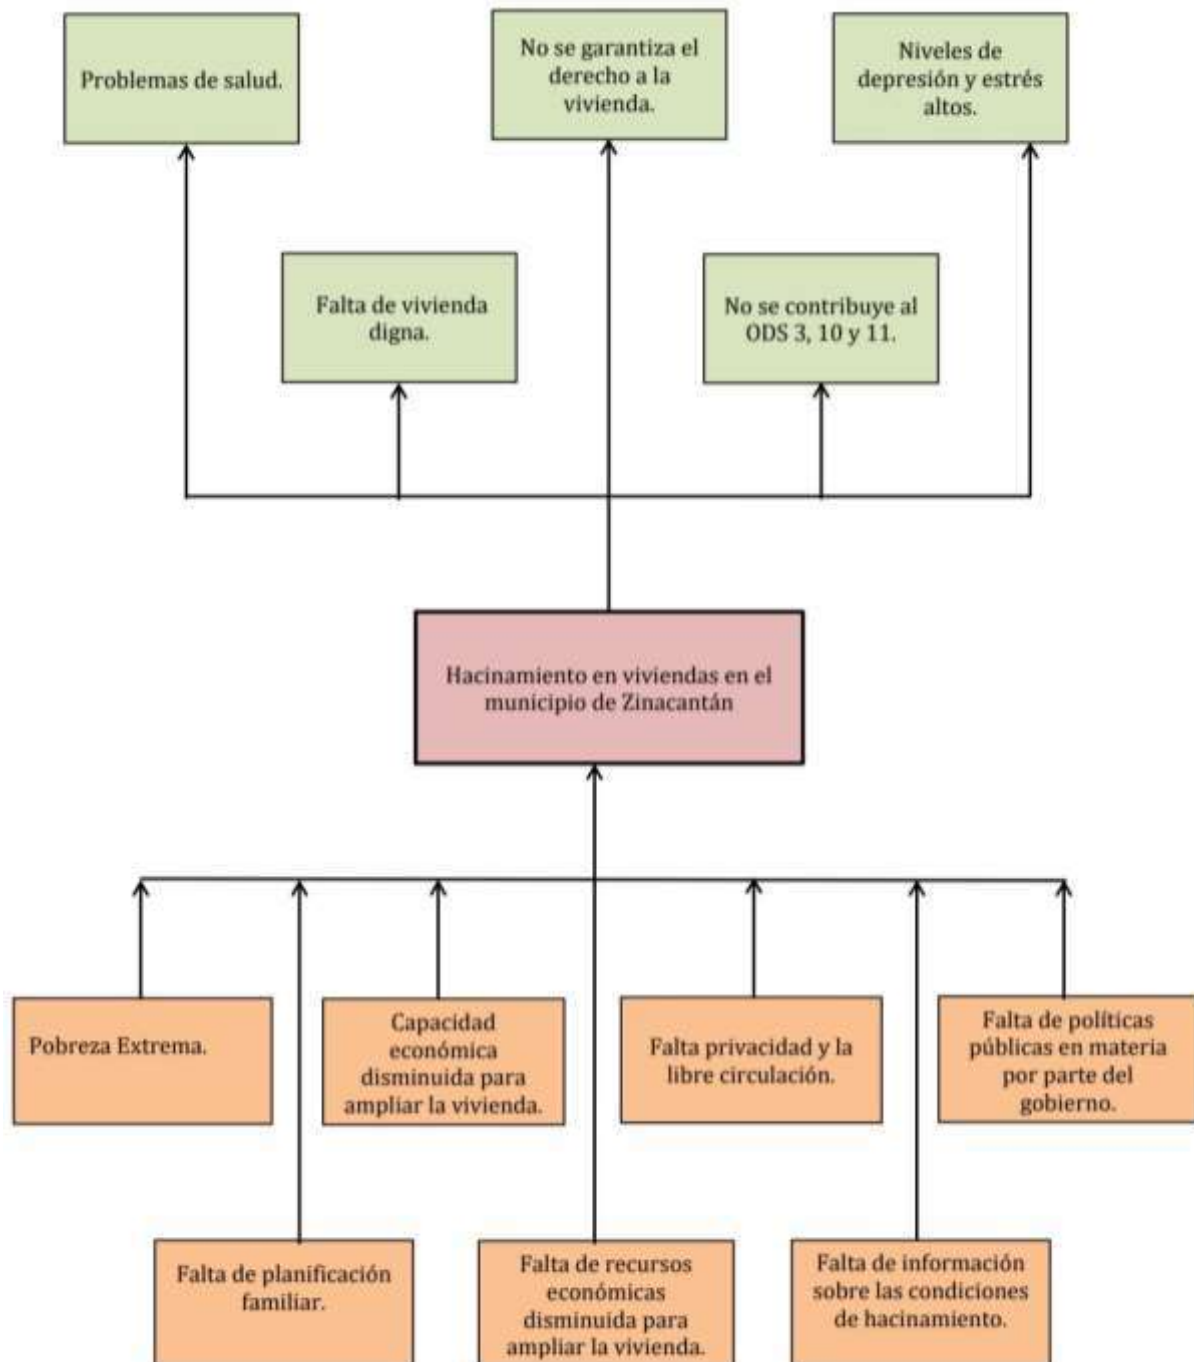 Problemas de salud.
No se garantiza el
derecho a la
vivienda.
Niveles de
depresión y estrés
altos.
Falta de vivienda
digna.
No se contribuye al
ODS 3, 10 y 11.
Hacinamiento en viviendas en el
municipio de Zinacantán
Pobreza Extrema.
Capacidad
económica
disminuida para
ampliar la vivienda.
Falta privacidad y la
libre circulación.
Falta de políticas
públicas en materia
por parte del
gobierno.
Falta de planificación
familiar.
Falta de recursos
económicas
disminuida para
ampliar la vivienda.
Falta de información
sobre las condiciones
de hacinamiento.